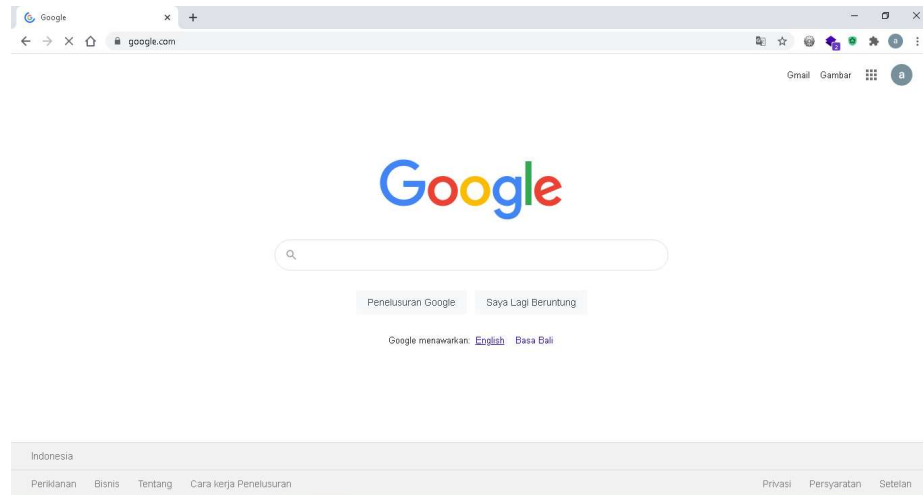 Google
google.com
2
a
Gmail Gambar
a
Google
Penelusuran Google Saya Lagi Beruntung
Google menawarkan: English Basa Bali
Indonesia
Periklanan Bisnis Tentang Cara kerja Penelusuran Privasi Persyaratan Setelan